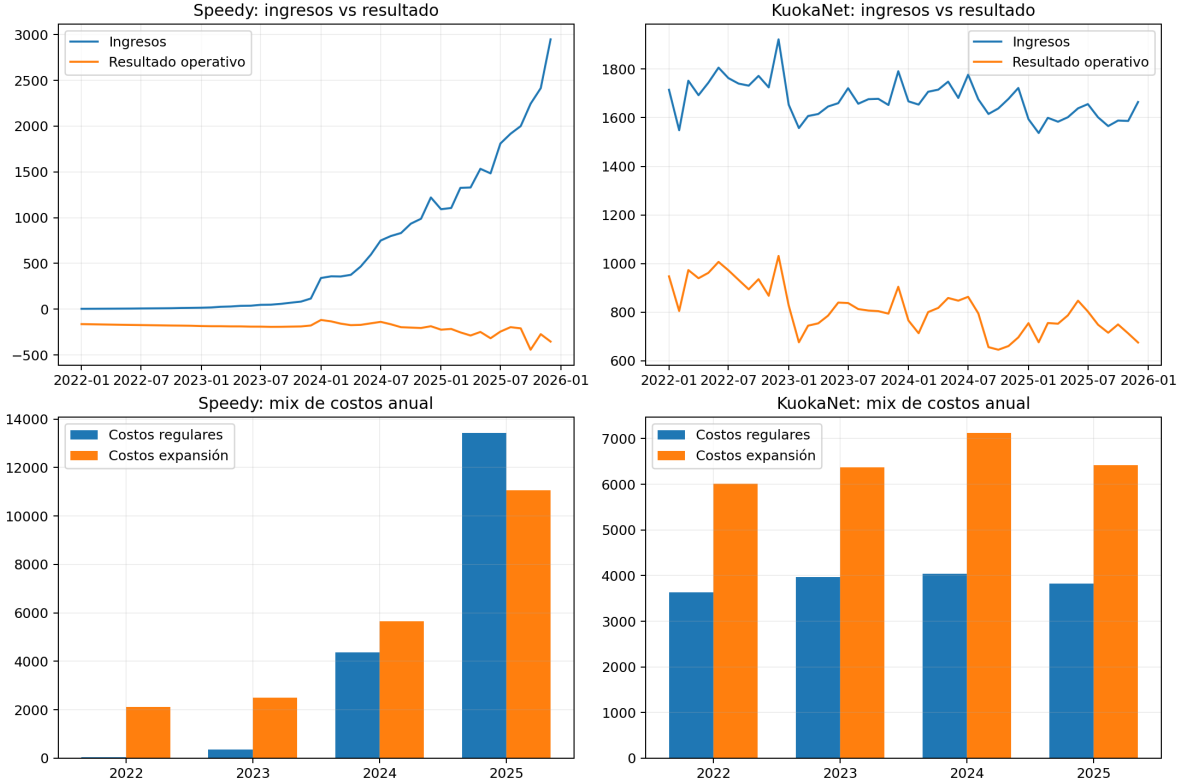 Speedy: ingresos vs resultado
Ingresos
Resultado operativo
3000
2500
2000
1500
1000
500
0
−500
2022-01 2022-07 2023-01 2023-07 2024-01 2024-07 2025-01 2025-07 2026-01
KuokaNet: ingresos vs resultado
Ingresos
Resultado operativo
1800
1600
1400
1200
1000
800
600
2022-01 2022-07 2023-01 2023-07 2024-01 2024-07 2025-01 2025-07 2026-01
Speedy: mix de costos anual
Costos regulares
Costos expansión
14000
12000
10000
8000
6000
4000
2000
0
2022 2023 2024 2025
KuokaNet: mix de costos anual
Costos regulares
Costos expansión
7000
6000
5000
4000
3000
2000
1000
0
2022 2023 2024 2025